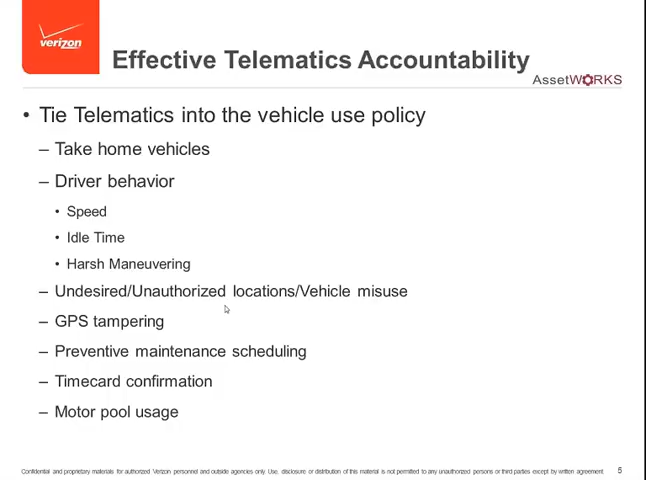 verizon
Effective Telematics Accountability
AssetWORKS
• Tie Telematics into the vehicle use policy
– Take home vehicles
– Driver behavior
• Speed
• Idle Time
• Harsh Maneuvering
– Undesired/Unauthorized locations/Vehicle misuse
– GPS tampering
– Preventive maintenance scheduling
– Timecard confirmation
– Motor pool usage
Confidential and proprietary materials for authorized Verizon personnel and outside agencies only. Use, disclosure or distribution of this material is not permitted to any unauthorized persons or third parties except by written agreement. 5